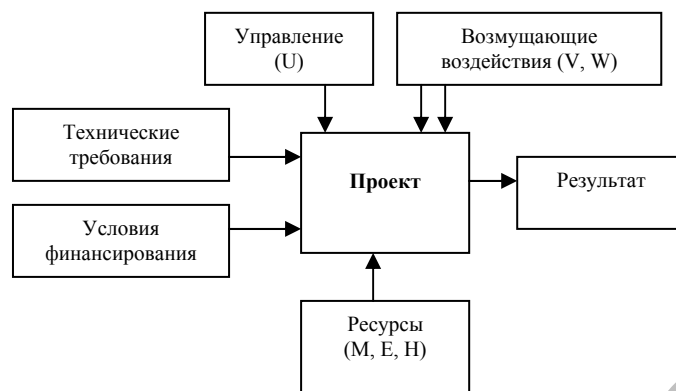 Управление
(U)
Возмущающие
воздействия (V, W)
Технические
требования
Проект
Результат
Условия
финансирования
Ресурсы
(M, E, H)